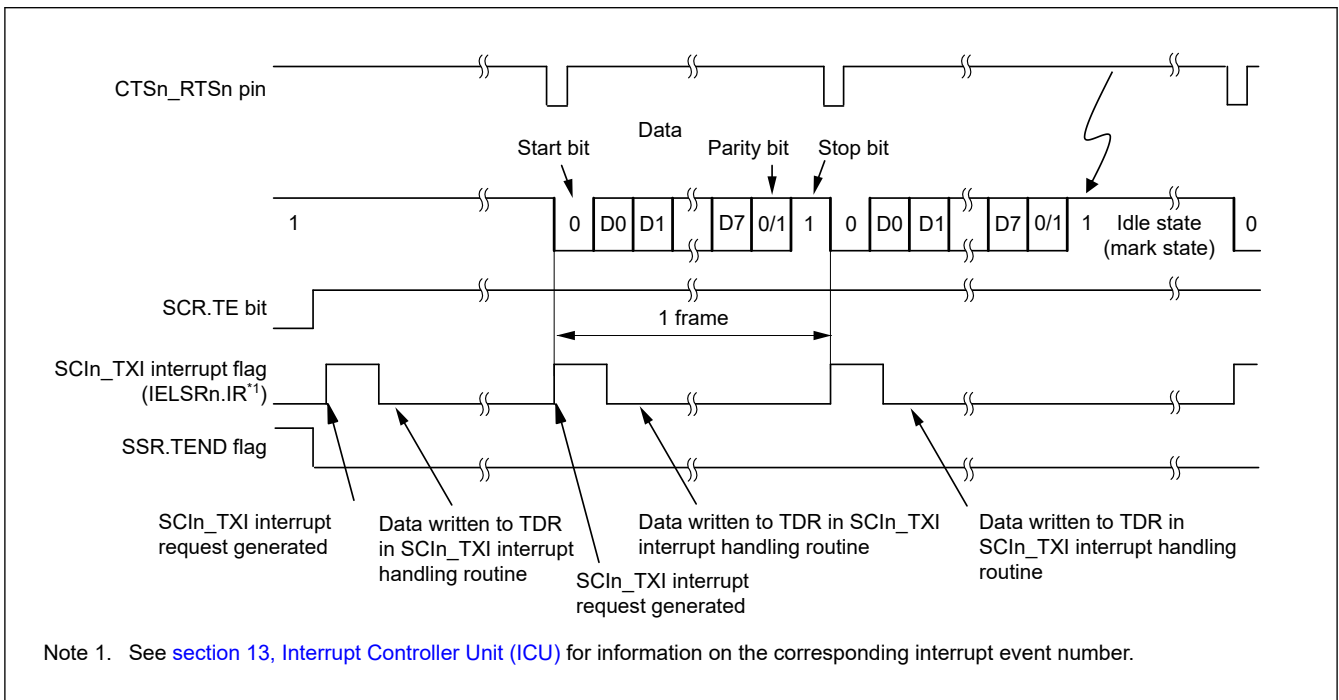 CTSn_RTSn pin
Data
Start bit
Parity bit
Stop bit
1
0
D0
D1
D7
0/1
1
0
D0
D1
D7
0/1
1
Idle state
(mark state)
0
SCR.TE bit
1 frame
SCIn_TXI interrupt flag
(IELSRn.IR*1)
SSR.TEND flag
SCIn_TXI interrupt
request generated
Data written to TDR
in SCIn_TXI interrupt
handling routine
SCIn_TXI interrupt
request generated
Data written to TDR in SCIn_TXI
interrupt handling routine
Data written to TDR in
SCIn_TXI interrupt handling
routine
Note 1. See section 13, Interrupt Controller Unit (ICU) for information on the corresponding interrupt event number.